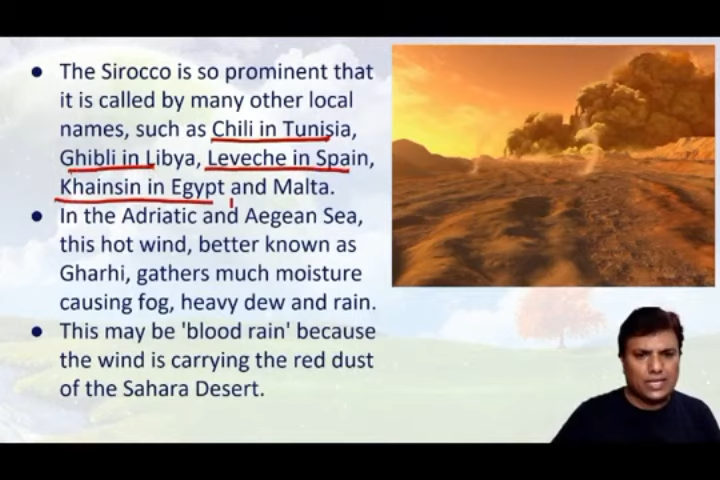 ● The Sirocco is so prominent that
it is called by many other local
names, such as Chili in Tunisia,
Ghibli in Libya, Leveche in Spain,
Khainsin in Egypt and Malta.
● In the Adriatic and Aegean Sea,
this hot wind, better known as
Gharhi, gathers much moisture
causing fog, heavy dew and rain.
● This may be 'blood rain' because
the wind is carrying the red dust
of the Sahara Desert.